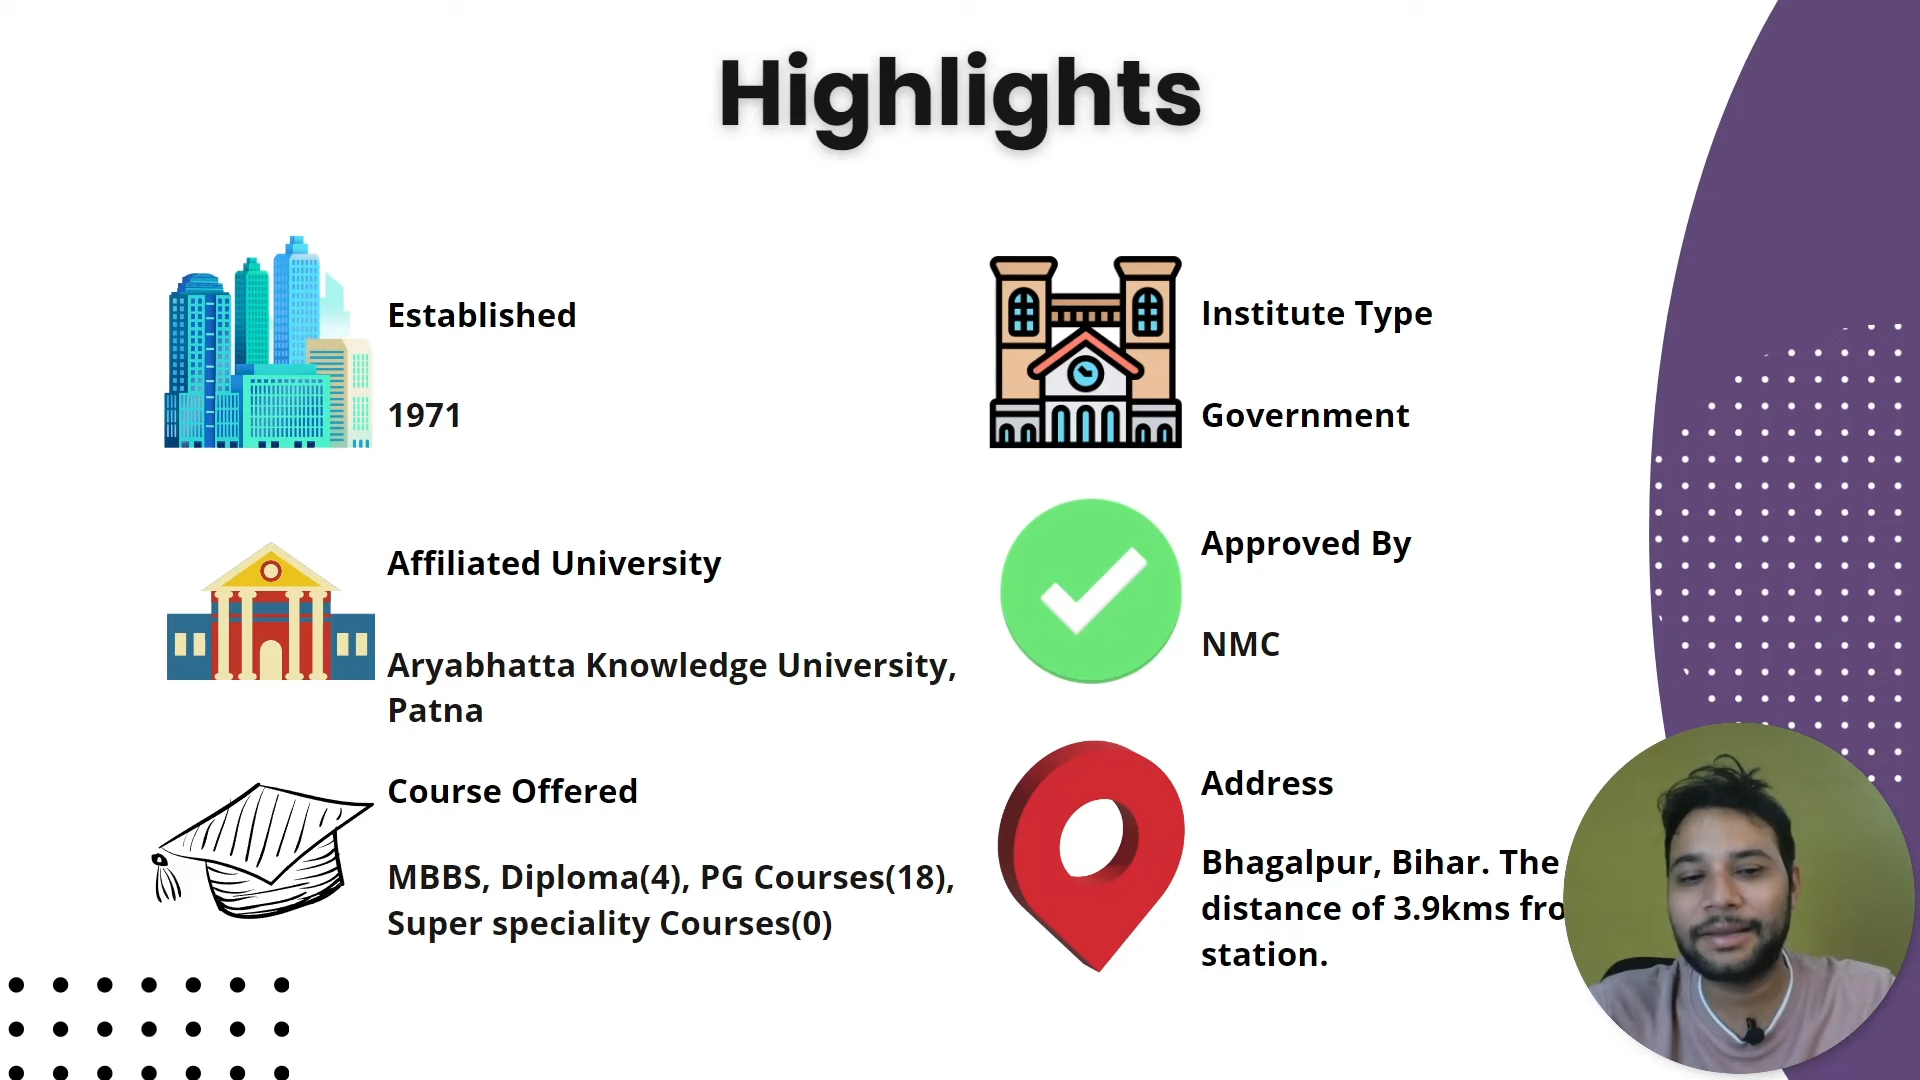 Highlights
Established
1971
Institute Type
Government
Affiliated University
Aryabhatta Knowledge University,
Patna
Approved By
NMC
Course Offered
MBBS, Diploma(4), PG Courses(18),
Super speciality Courses(0)
Address
Bhagalpur, Bihar. The
distance of 3.9kms
station.